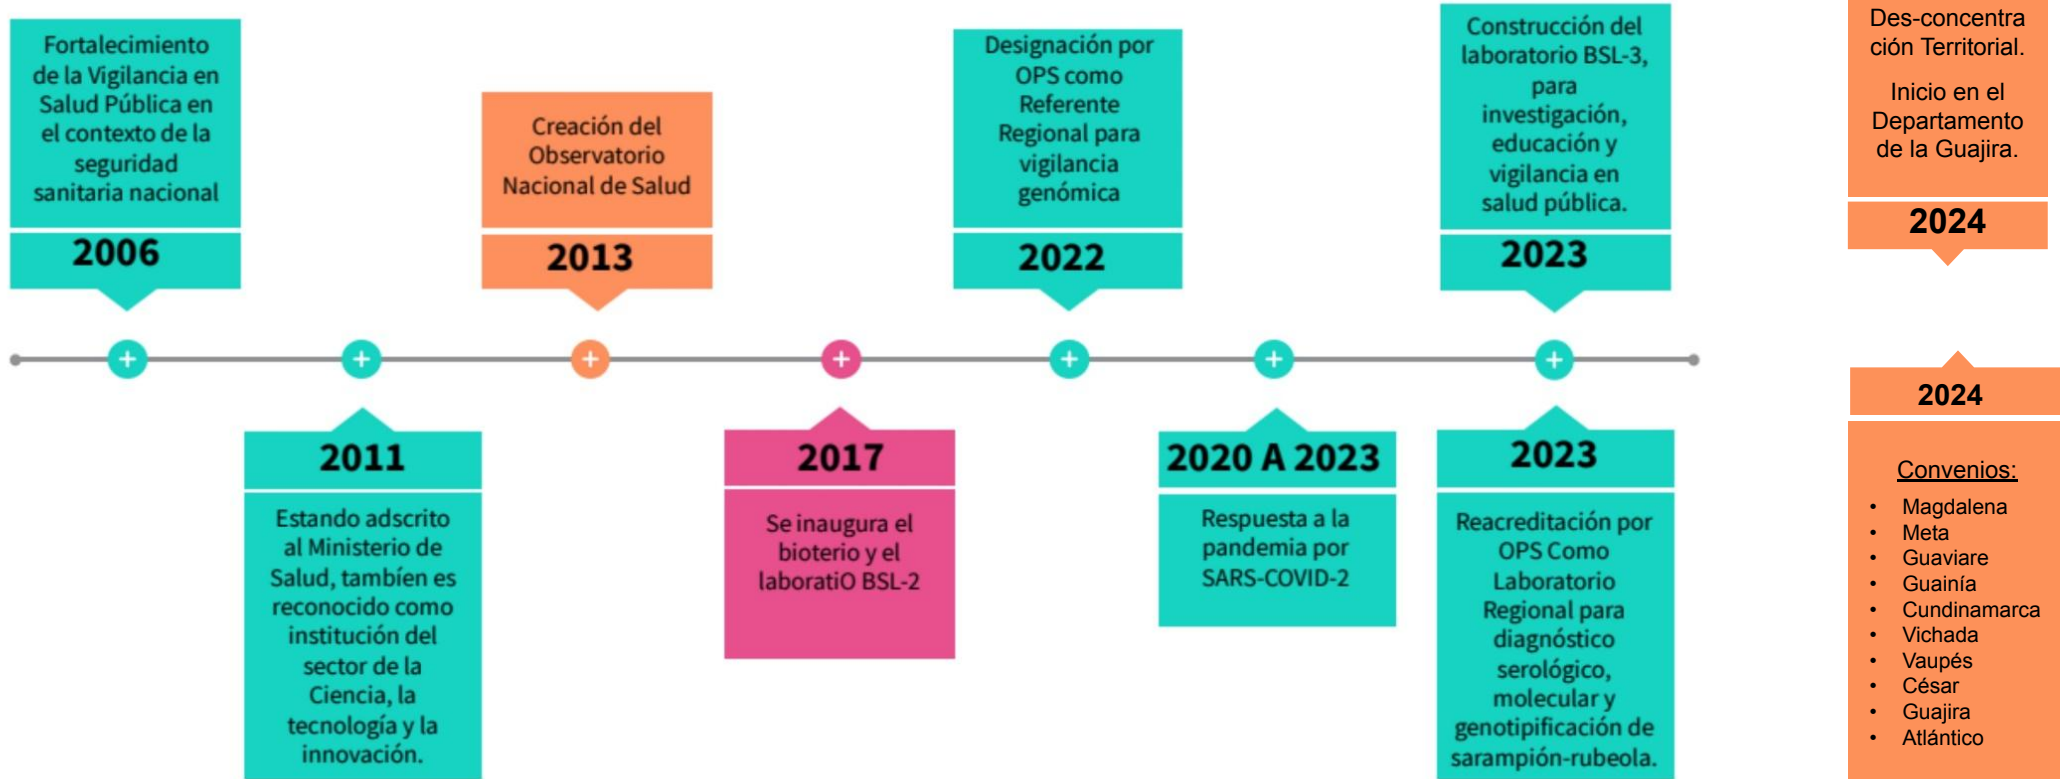 Fortalecimiento
de la Vigilancia en
Salud Pública en
el contexto de la
seguridad
sanitaria nacional
2006
Creación del
Observatorio
Nacional de Salud
2013
Designación por
OPS como
Referente
Regional para
vigilancia
genómica
2022
Construcción del
laboratorio BSL-3,
para
investigación,
educación y
vigilancia en
salud pública.
2023
Des-concentra
ción Territorial.
Inicio en el
Departamento
de la Guajira.
2024
2011
Estando adscrito
al Ministerio de
Salud, tambíen es
reconocido como
institución del
sector de la
Ciencia, la
tecnología y la
innovación.
2017
Se inaugura el
bioterio y el
laboratiO BSL-2
2020 A 2023
Respuesta a la
pandemia por
SARS-COVID-2
2023
Reacreditación por
OPS Como
Laboratorio
Regional para
diagnóstico
serológico,
molecular y
genotipificación de
sarampión-rubeola.
2024
Convenios:
• Magdalena
• Meta
• Guaviare
• Guainía
• Cundinamarca
• Vichada
• Vaupés
• César
• Guajira
• Atlántico